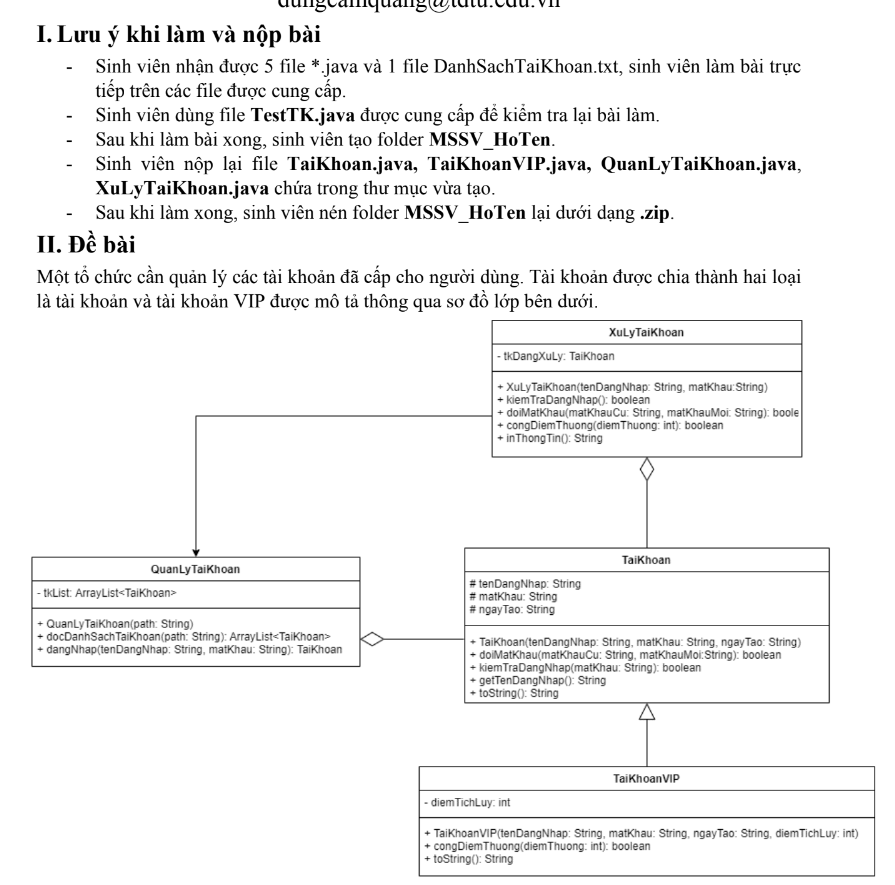 dungcamquang@tdtu.edu.vn
I. Lưu ý khi làm và nộp bài
- Sinh viên nhận được 5 file *.java và 1 file DanhSachTaiKhoan.txt, sinh viên làm bài trực
tiếp trên các file được cung cấp.
- Sinh viên dùng file TestTK.java được cung cấp để kiểm tra lại bài làm.
- Sau khi làm bài xong, sinh viên tạo folder MSSV_HoTen.
- Sinh viên nộp lại file TaiKhoan.java, TaiKhoanVIP.java, QuanLyTaiKhoan.java,
XuLyTaiKhoan.java chứa trong thư mục vừa tạo.
- Sau khi làm xong, sinh viên nén folder MSSV_HoTen lại dưới dạng .zip.
II. Đề bài
Một tổ chức cần quản lý các tài khoản đã cấp cho người dùng. Tài khoản được chia thành hai loại
là tài khoản và tài khoản VIP được mô tả thông qua sơ đồ lớp bên dưới.
XuLyTaiKhoan
- tkDangXuLy: TaiKhoan
+ XuLyTaiKhoan(tenDangNhap: String, matKhau:String)
+ kiemTraDangNhap(): boolean
+ doiMatKhau(matKhauCu: String, matKhauMoi: String): boole
+ congDiemThuong(diemThuong: int): boolean
+ inThongTin(): String
QuanLyTaiKhoan
- tkList: ArrayList<TaiKhoan>
+ QuanLyTaiKhoan(path: String)
+ docDanhSachTaiKhoan(path: String): ArrayList<TaiKhoan>
+ dangNhap(tenDangNhap: String, matKhau: String): TaiKhoan
TaiKhoan
# tenDangNhap: String
# matKhau: String
# ngayTao: String
+ TaiKhoan(tenDangNhap: String, matKhau: String, ngayTao: String)
+ doiMatKhau(matKhauCu: String, matKhauMoi:String): boolean
+ kiemTraDangNhap(matKhau: String): boolean
+ getTenDangNhap(): String
+ toString(): String
TaiKhoanVIP
- diemTichLuy: int
+ TaiKhoanVIP(tenDangNhap: String, matKhau: String, ngayTao: String, diemTichLuy: int)
+ congDiemThuong(diemThuong: int): boolean
+ toString(): String